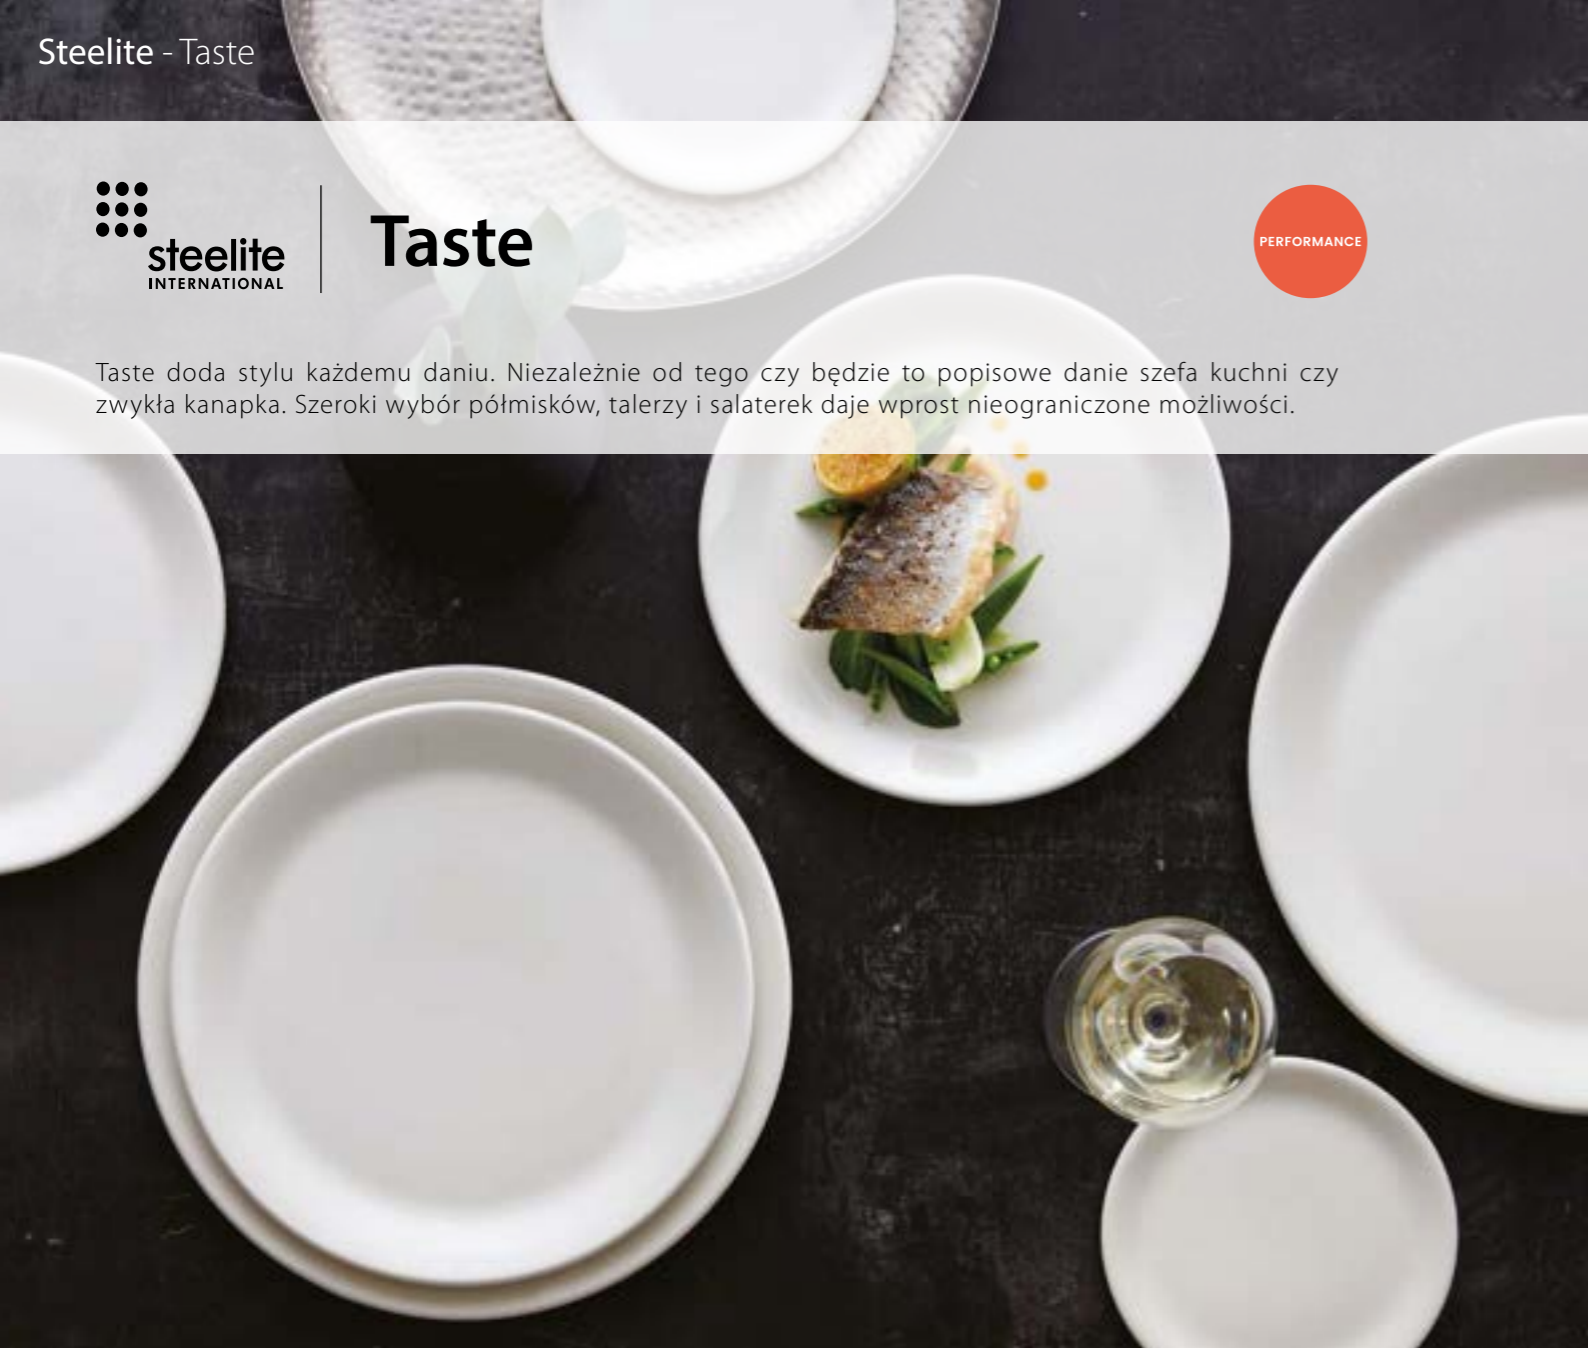 Steelite - Taste
steelite
INTERNATIONAL
Taste
PERFORMANCE
Taste doda stylu każdemu daniu. Niezależnie od tego czy będzie to popisowe danie szefa kuchni czy
zwykła kanapka. Szeroki wybór półmisków, talerzy i salaterek daje wprost nieograniczone możliwości.